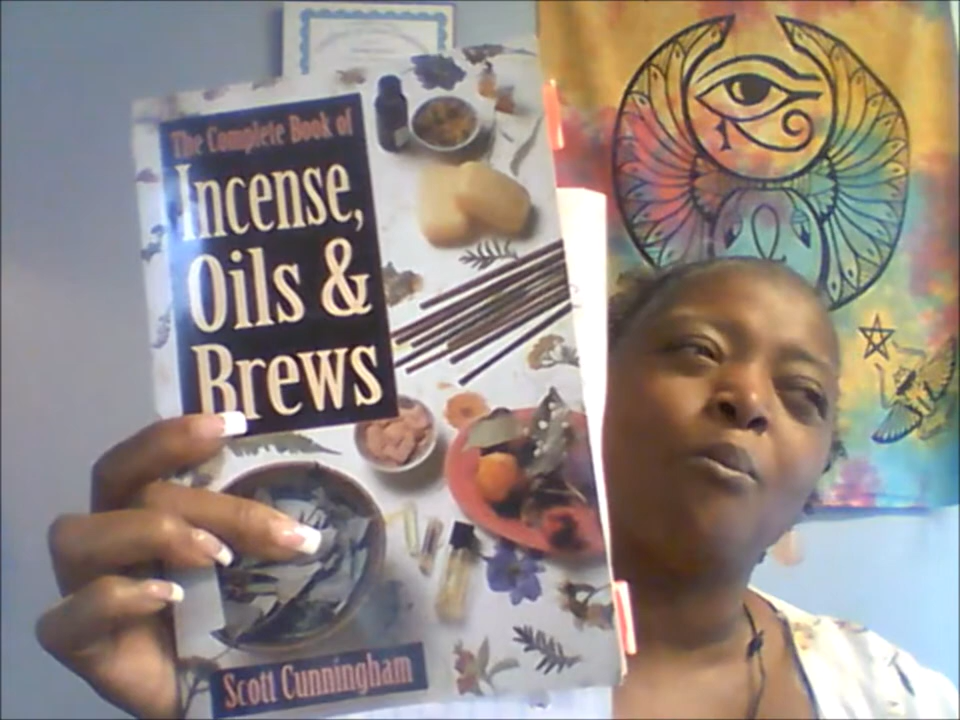 The Complete Book of
Incense,
Oils &
Brews
Scott Cunningham